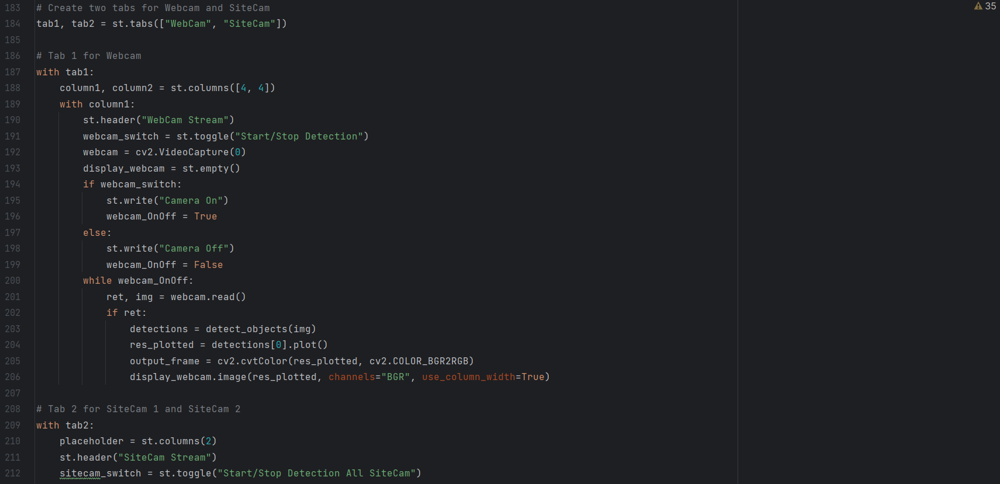 35
183 # Create two tabs for Webcam and SiteCam
184 tab1, tab2 = st.tabs(["WebCam", "SiteCam"])
185
186 # Tab 1 for Webcam
187 with tab1:
188     column1, column2 = st.columns([4, 4])
189     with column1:
190         st.header("WebCam Stream")
191         webcam_switch = st.toggle("Start/Stop Detection")
192         webcam = cv2.VideoCapture(0)
193         display_webcam = st.empty()
194         if webcam_switch:
195             st.write("Camera On")
196             webcam_OnOff = True
197         else:
198             st.write("Camera Off")
199             webcam_OnOff = False
200         while webcam_OnOff:
201             ret, img = webcam.read()
202             if ret:
203                 detections = detect_objects(img)
204                 res_plotted = detections[0].plot()
205                 output_frame = cv2.cvtColor(res_plotted, cv2.COLOR_BGR2RGB)
206                 display_webcam.image(res_plotted, channels="BGR", use_column_width=True)
207
208 # Tab 2 for SiteCam 1 and SiteCam 2
209 with tab2:
210     placeholder = st.columns(2)
211     st.header("SiteCam Stream")
212     sitecam_switch = st.toggle("Start/Stop Detection All SiteCam")